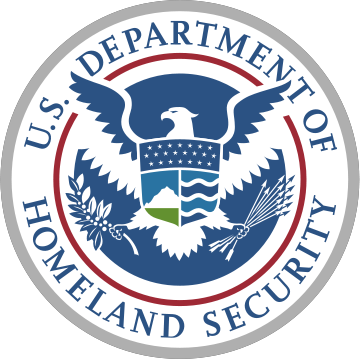 U.S. DEPARTMENT OF
HOMELAND SECURITY